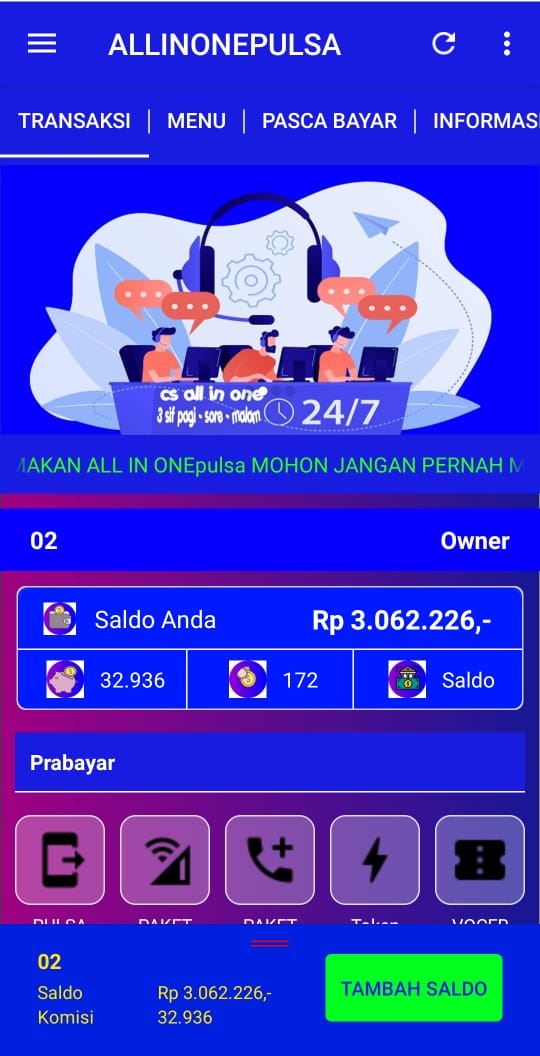 ALLINONEPULSA
TRANSAKSI | MENU | PASCA BAYAR | INFORMASI
cs all in one
3 sif pagi - sore - malam
24/7
MAKAN ALL IN ONEpulsa MOHON JANGAN PERNAH M
02 Owner
Saldo Anda Rp 3.062.226,-
32.936 172 Saldo
Prabayar
PULSA PAKET PAKET Token VOCER
02
Saldo Rp 3.062.226,-
Komisi 32.936
TAMBAH SALDO